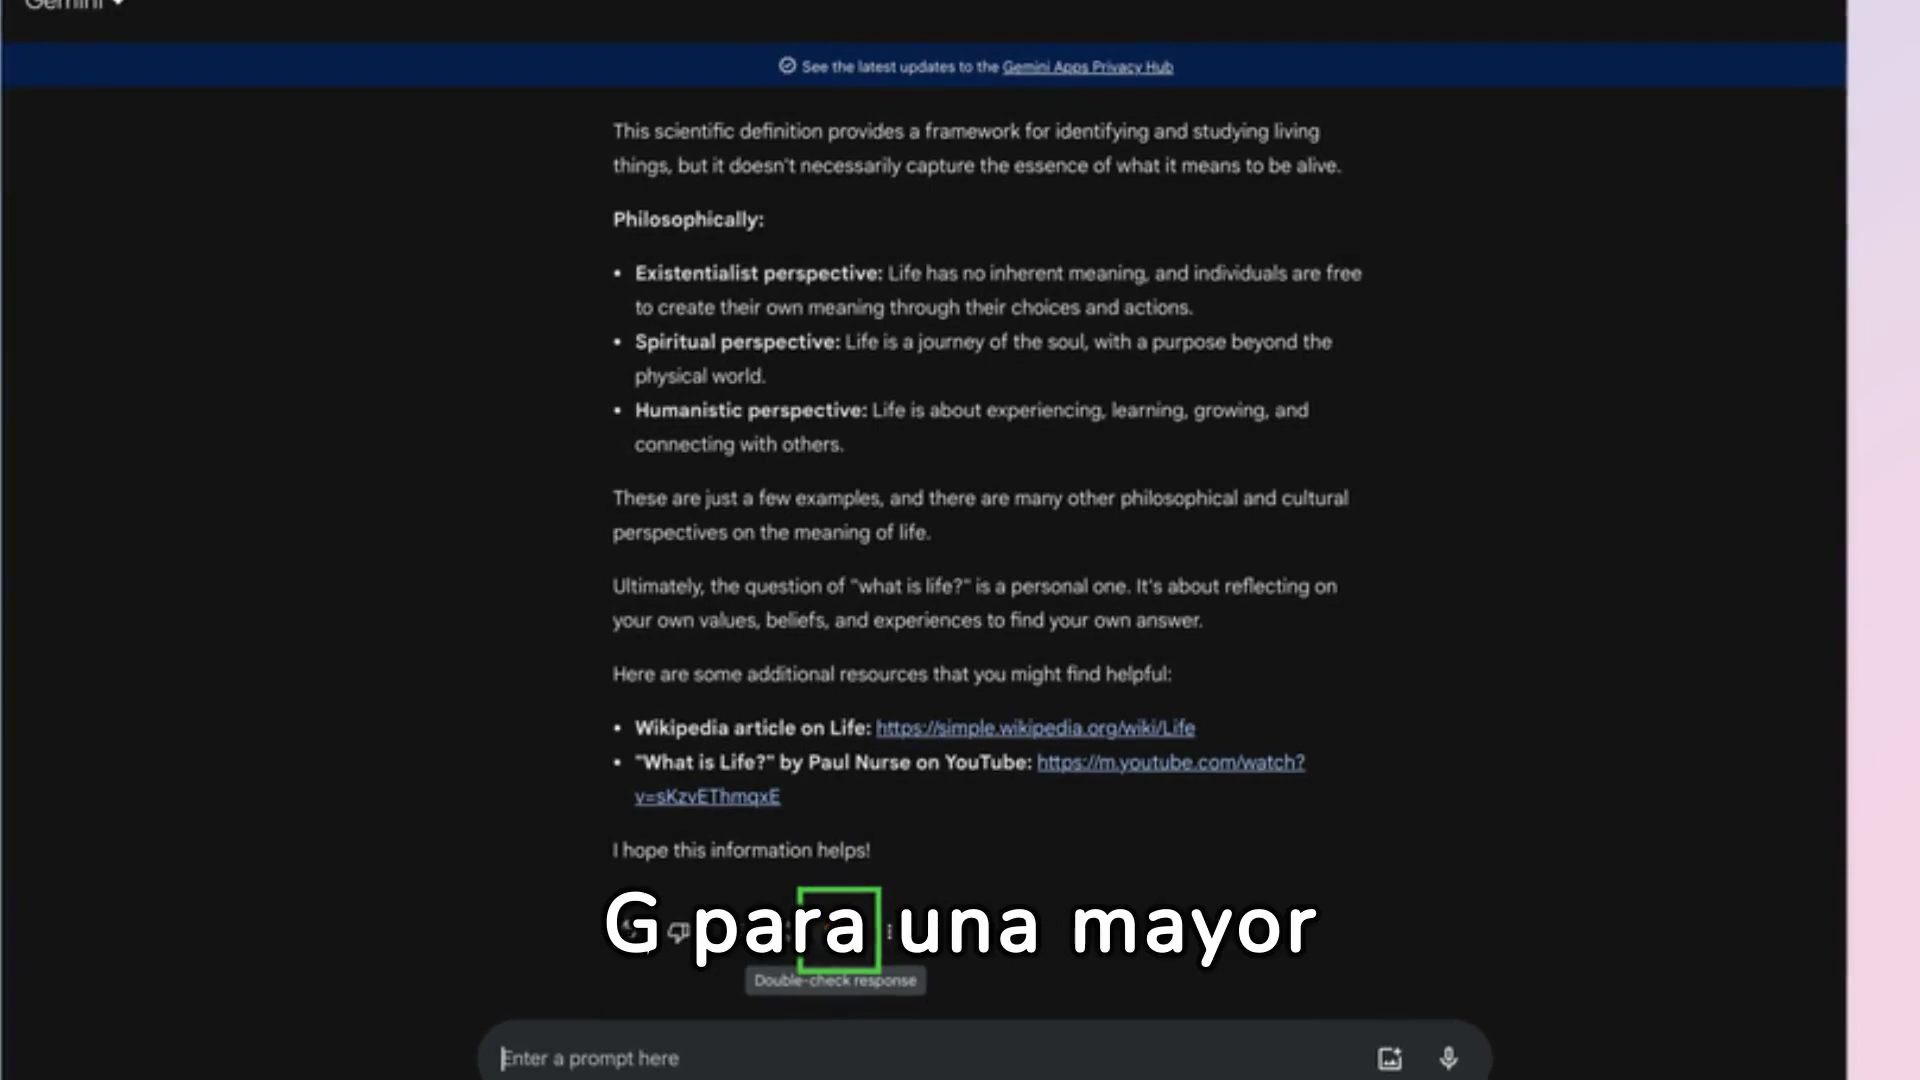 Gemini
See the latest updates to the Gemini Apps Privacy Hub
This scientific definition provides a framework for identifying and studying living
things, but it doesn't necessarily capture the essence of what it means to be alive.
Philosophically:
• Existentialist perspective: Life has no inherent meaning, and individuals are free
to create their own meaning through their choices and actions.
• Spiritual perspective: Life is a journey of the soul, with a purpose beyond the
physical world.
• Humanistic perspective: Life is about experiencing, learning, growing, and
connecting with others.
These are just a few examples, and there are many other philosophical and cultural
perspectives on the meaning of life.
Ultimately, the question of "what is life?" is a personal one. It's about reflecting on
your own values, beliefs, and experiences to find your own answer.
Here are some additional resources that you might find helpful:
• Wikipedia article on Life: https://simple.wikipedia.org/wiki/Life
• "What is Life?" by Paul Nurse on YouTube: https://m.youtube.com/watch?
v=sKzvEThmqxE
I hope this information helps!
G para una mayor
Double-check response
Enter a prompt here